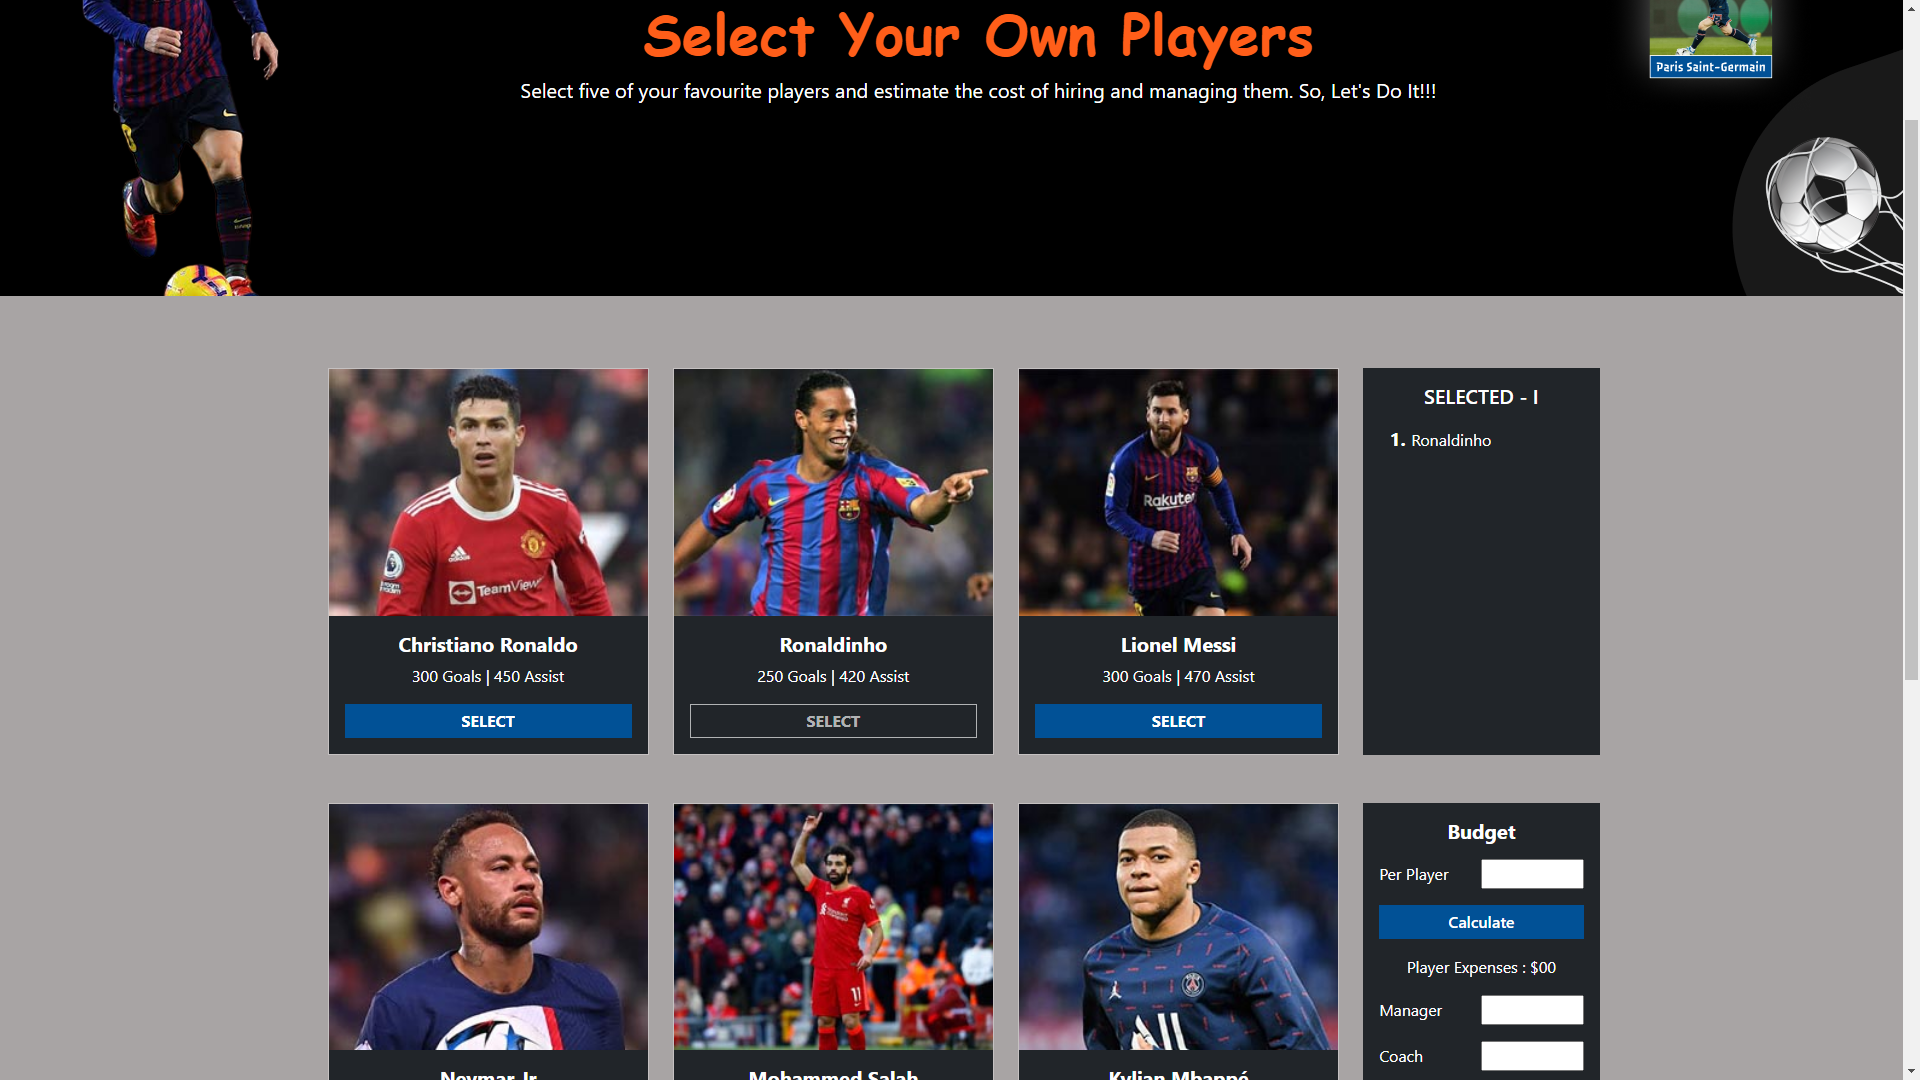 Select Your Own Players
Select five of your favourite players and estimate the cost of hiring and managing them. So, Let's Do It!!!
Paris Saint-Germain
Rakuten
TeamView
Christiano Ronaldo
300 Goals | 450 Assist
SELECT
Ronaldinho
250 Goals | 420 Assist
SELECT
Lionel Messi
300 Goals | 470 Assist
SELECT
SELECTED - I
1. Ronaldinho
11
Neymar Jr
Mohammed Salah
Kylian Mbappé
Budget
Per Player
Calculate
Player Expenses : $00
Manager
Coach